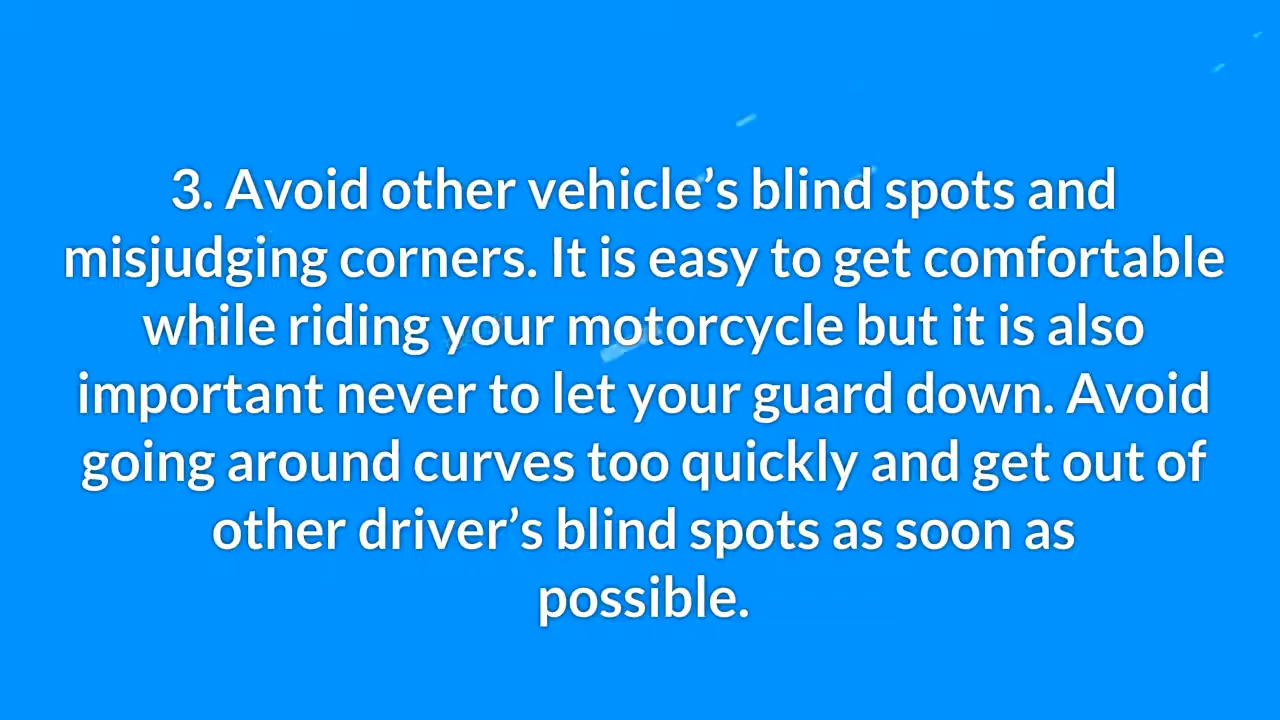 3. Avoid other vehicle’s blind spots and
misjudging corners. It is easy to get comfortable
while riding your motorcycle but it is also
important never to let your guard down. Avoid
going around curves too quickly and get out of
other driver’s blind spots as soon as
possible.